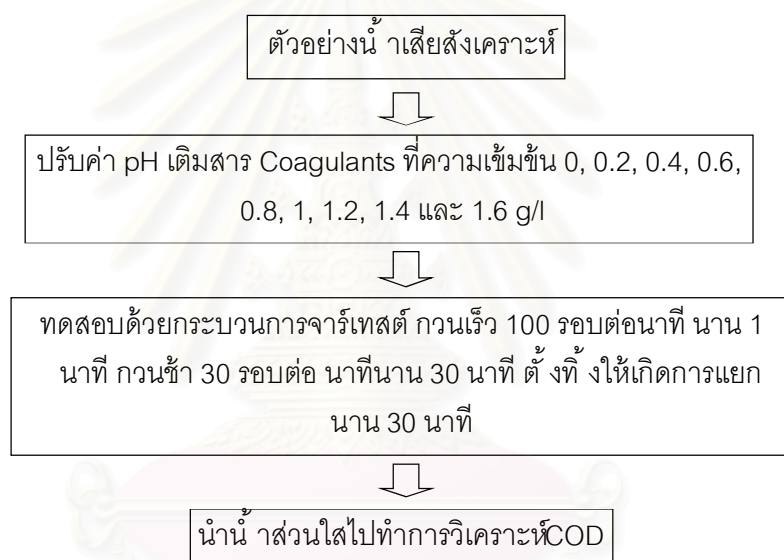 ตัวอย่างน้ำเสียสังเคราะห์
ปรับค่า pH เติมสาร Coagulants ที่ความเข้มข้น 0, 0.2, 0.4, 0.6,
0.8, 1, 1.2, 1.4 และ 1.6 g/l
ทดสอบด้วยกระบวนการจาร์เทสต์ กวนเร็ว 100 รอบต่อนาที นาน 1
นาที กวนช้า 30 รอบต่อ นาทีนาน 30 นาที ตั้งทิ้งให้เกิดการแยก
นาน 30 นาที
นำน้ำส่วนใสไปทำการวิเคราะห์COD